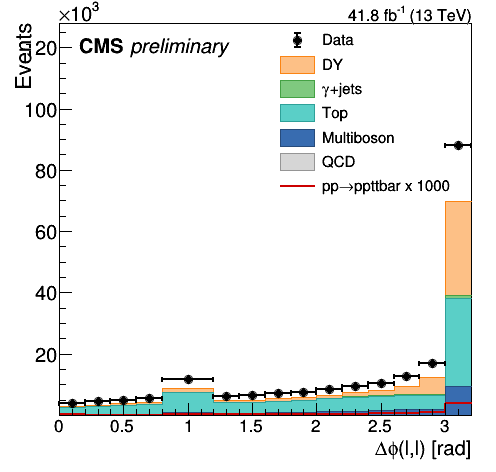 ×10³
41.8 fb⁻¹ (13 TeV)
CMS preliminary
Events
120
100
80
60
40
20
Data
DY
γ+jets
Top
Multiboson
QCD
pp→ppttbar x 1000
0 0.5 1 1.5 2 2.5 3
Δϕ(l,l) [rad]